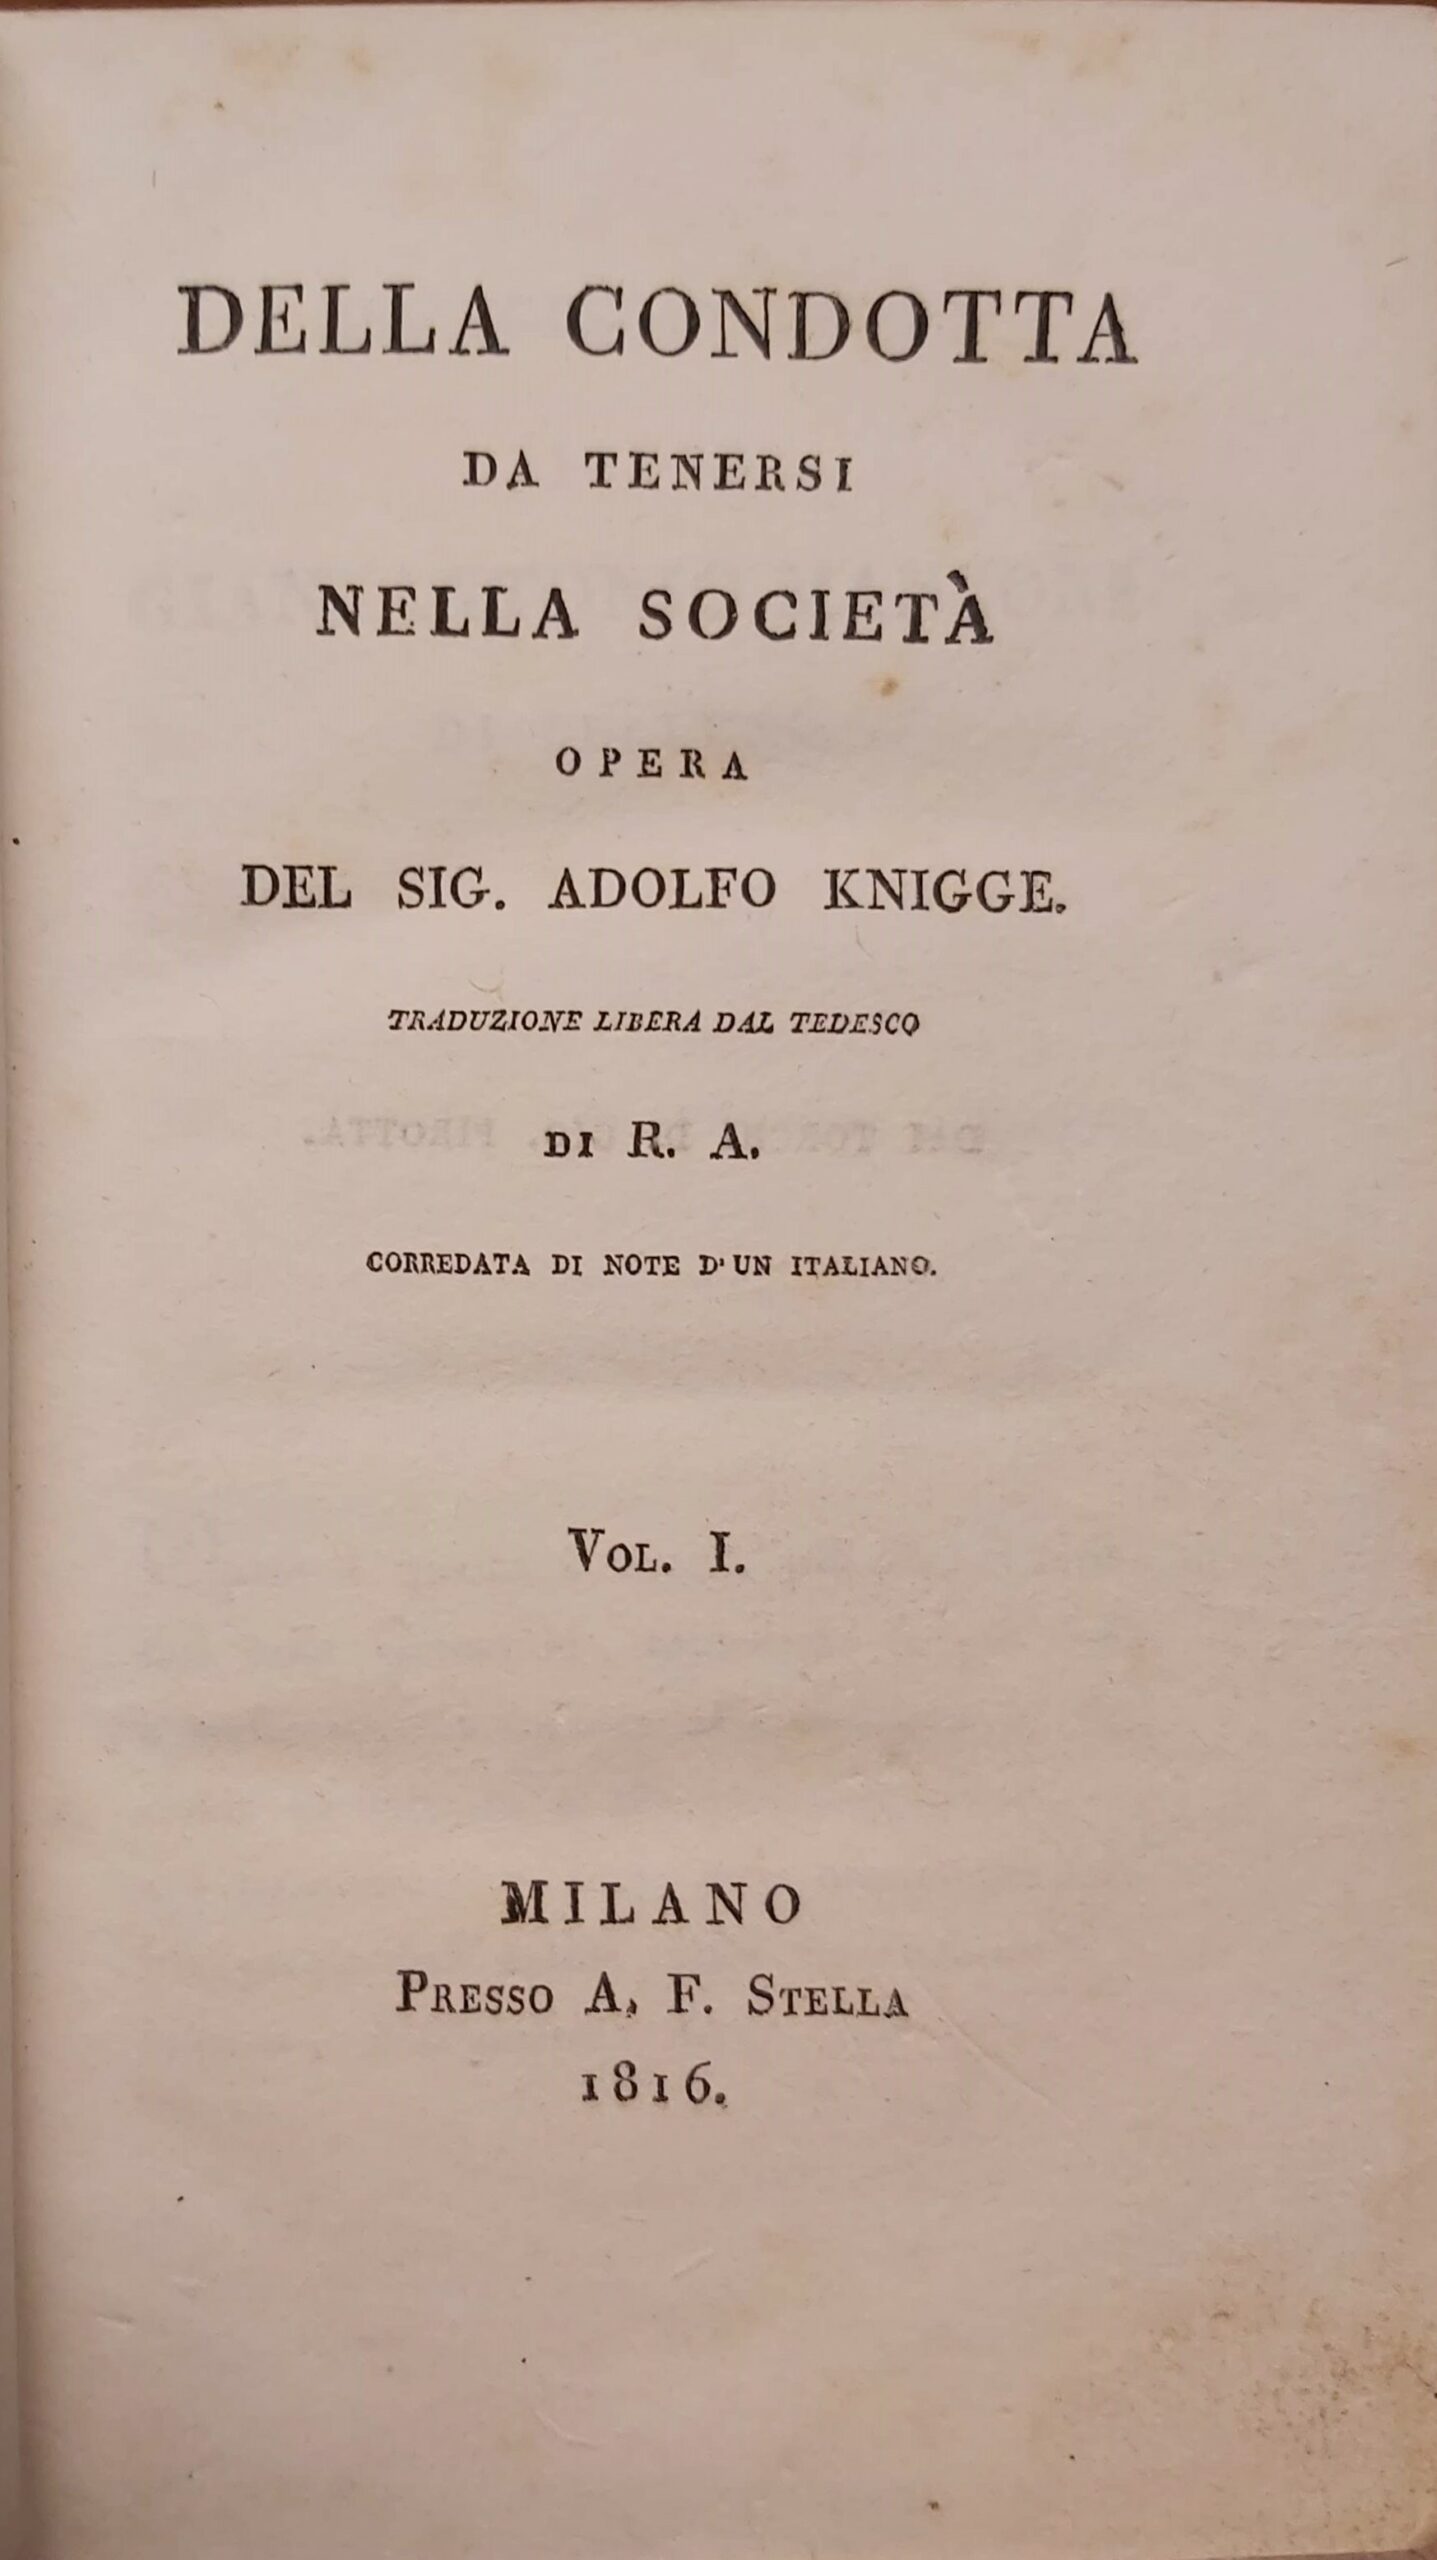 DELLA CONDOTTA
DA TENERSI
NELLA SOCIETÀ
OPERA
DEL SIG. ADOLFO KNIGGE.
TRADUZIONE LIBERA DAL TEDESCO
DI R. A.
CORREDATA DI NOTE D'UN ITALIANO.
VOL. I.
MILANO
PRESSO A. F. STELLA
1816.